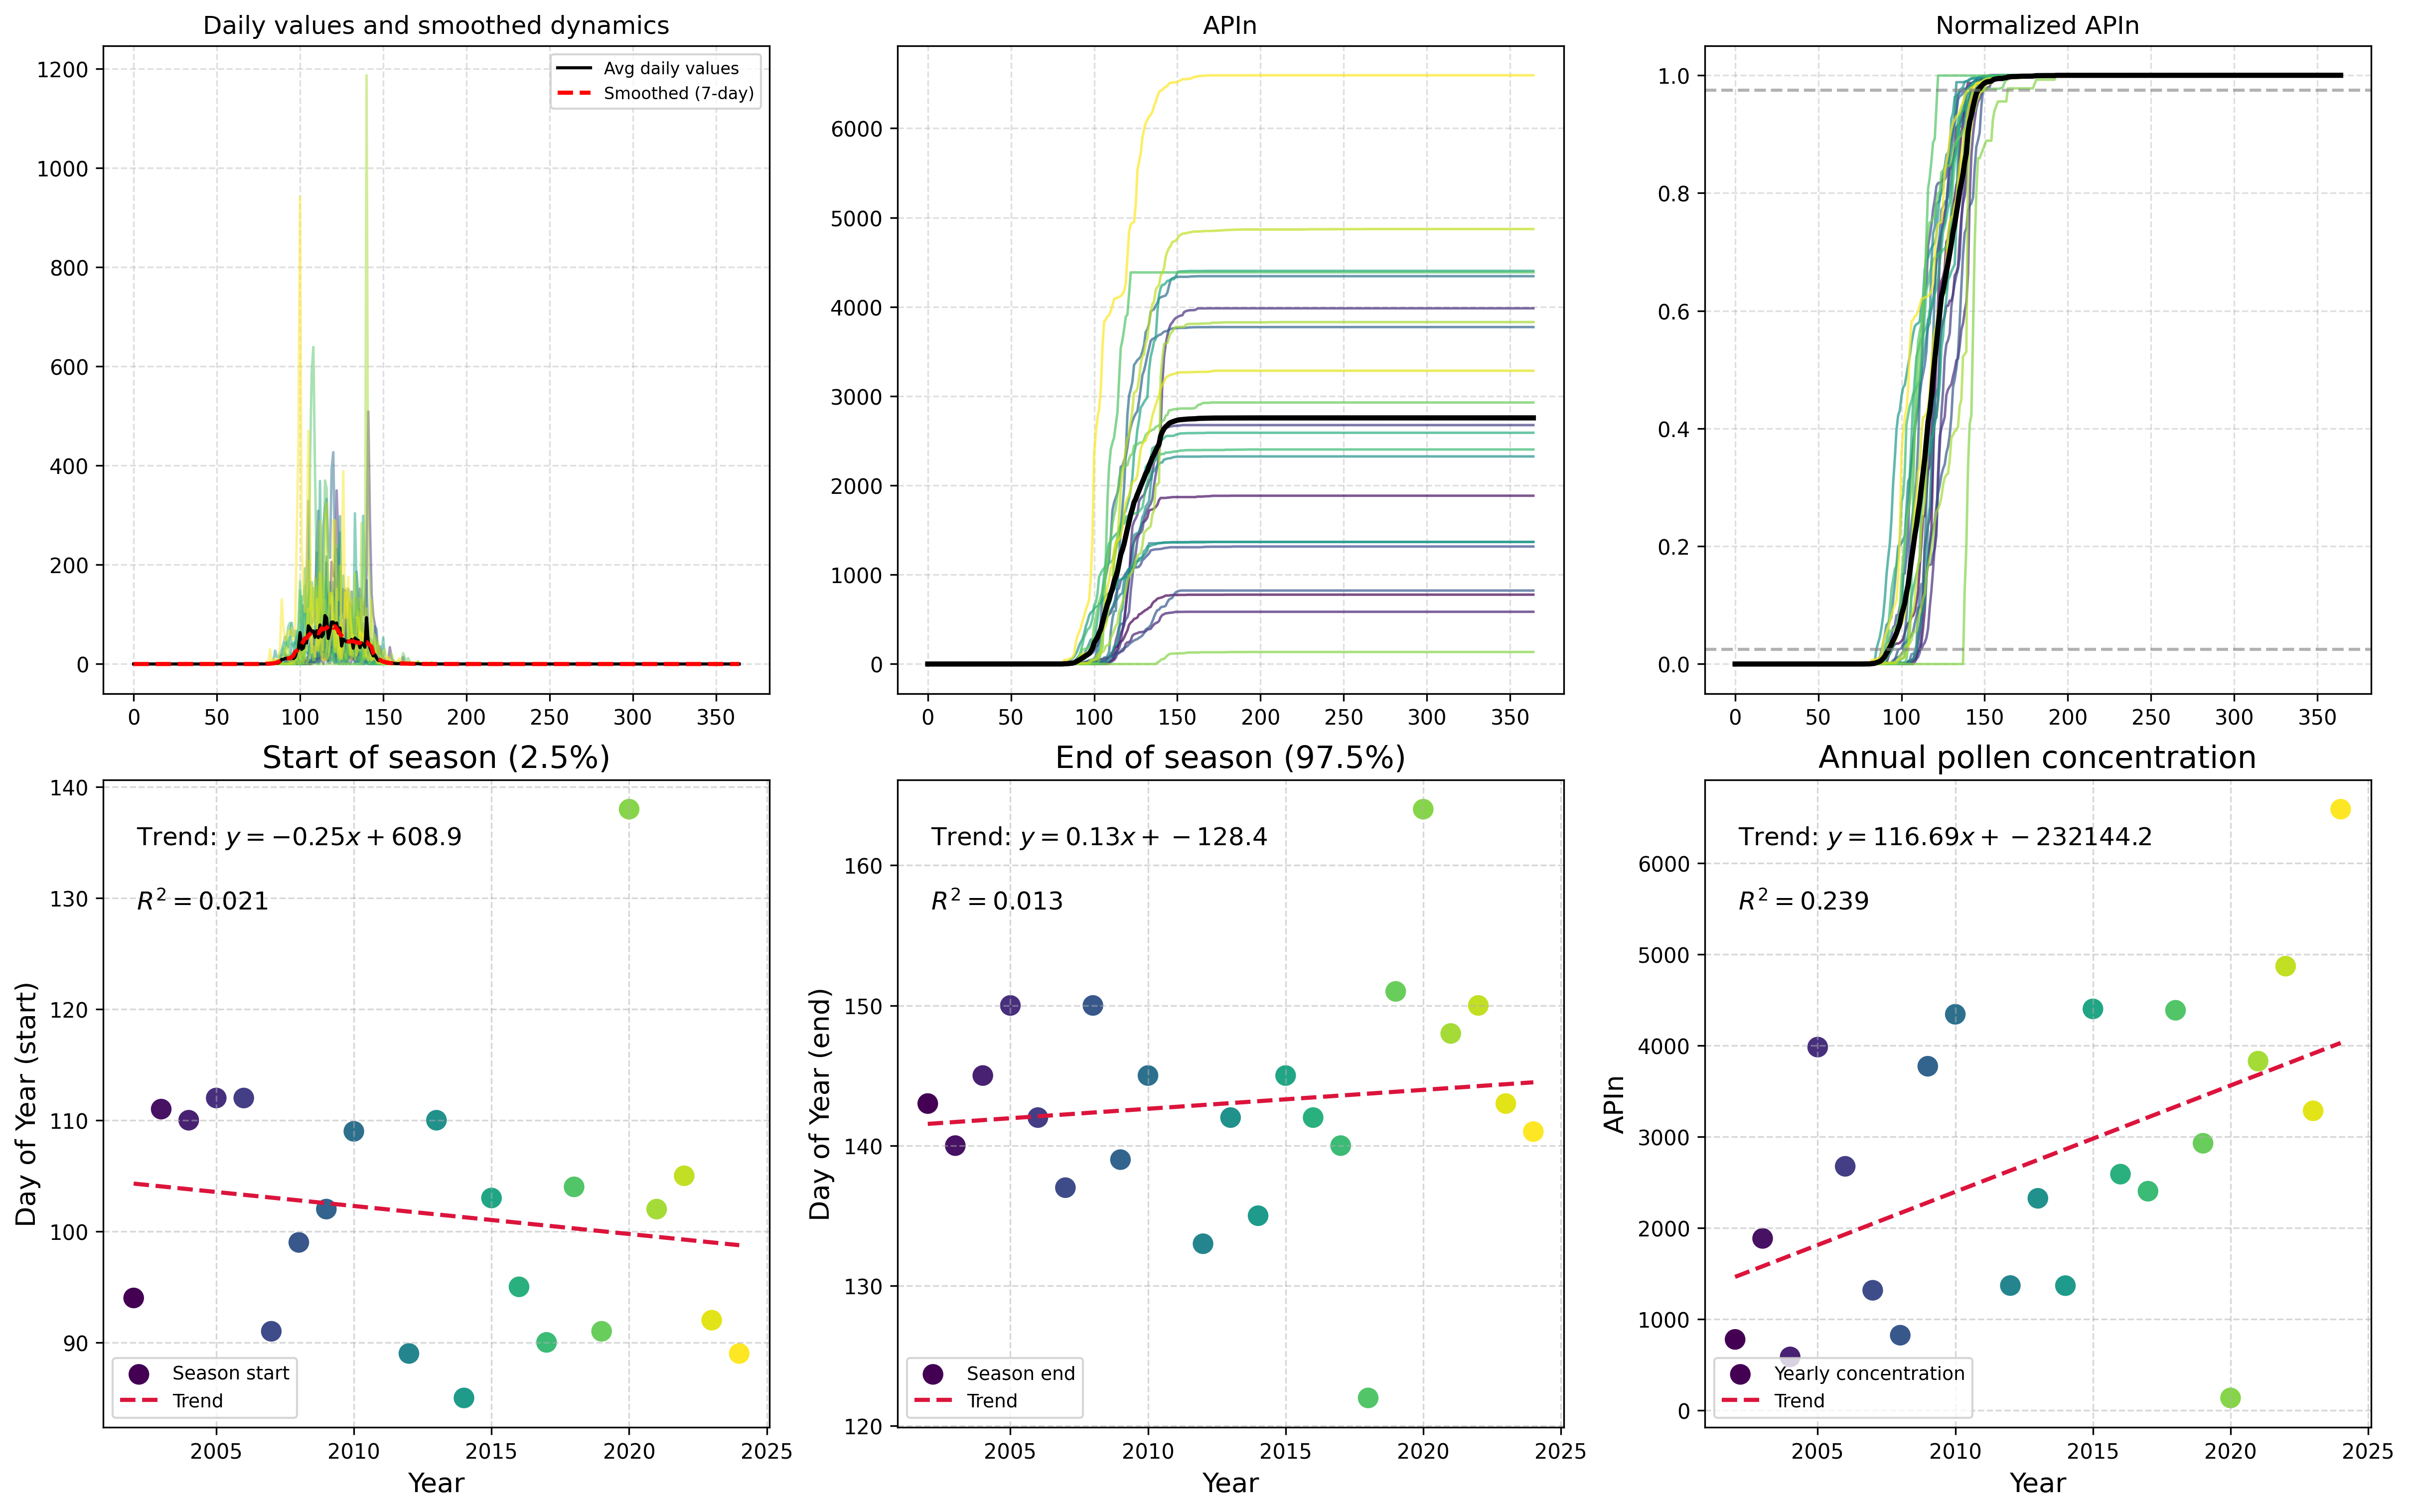 Daily values and smoothed dynamics
1200
1000
800
600
400
200
0
0 50 100 150 200 250 300 350
Avg daily values
Smoothed (7-day)
APIn
6000
5000
4000
3000
2000
1000
0
0 50 100 150 200 250 300 350
Normalized APIn
1.0
0.8
0.6
0.4
0.2
0.0
0 50 100 150 200 250 300 350
Start of season (2.5%)
Trend: y = −0.25x + 608.9
R² = 0.021
Day of Year (start)
140
130
120
110
100
90
Season start
Trend
2005 2010 2015 2020 2025
Year
End of season (97.5%)
Trend: y = 0.13x + −128.4
R² = 0.013
Day of Year (end)
160
150
140
130
120
Season end
Trend
2005 2010 2015 2020 2025
Year
Annual pollen concentration
Trend: y = 116.69x + −232144.2
R² = 0.239
APIn
6000
5000
4000
3000
2000
1000
0
Yearly concentration
Trend
2005 2010 2015 2020 2025
Year